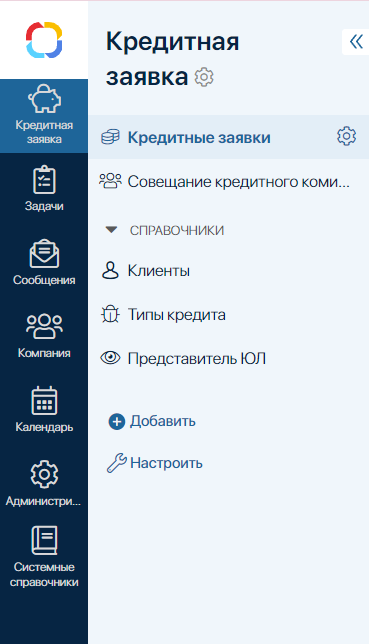 Кредитная
заявка
Задачи
Сообщения
Компания
Календарь
Администри...
Системные
справочники
Кредитная
заявка
Кредитные заявки
Совещание кредитного коми...
СПРАВОЧНИКИ
Клиенты
Типы кредита
Представитель ЮЛ
Добавить
Настроить